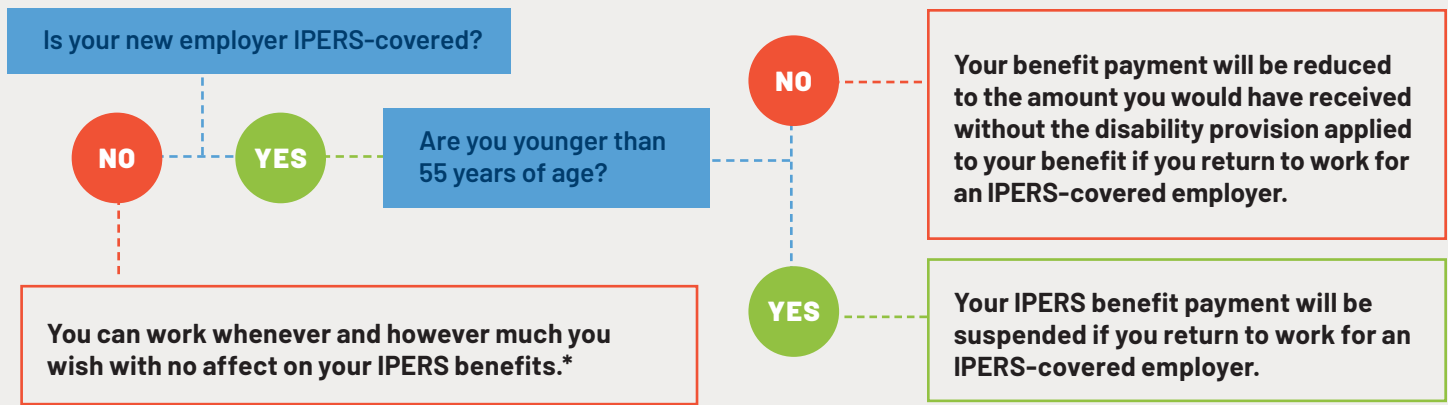 Is your new employer IPERS-covered?
NO
YES
Are you younger than
55 years of age?
NO
Your benefit payment will be reduced
to the amount you would have received
without the disability provision applied
to your benefit if you return to work for
an IPERS-covered employer.
YES
Your IPERS benefit payment will be
suspended if you return to work for an
IPERS-covered employer.
You can work whenever and however much you
wish with no affect on your IPERS benefits.*